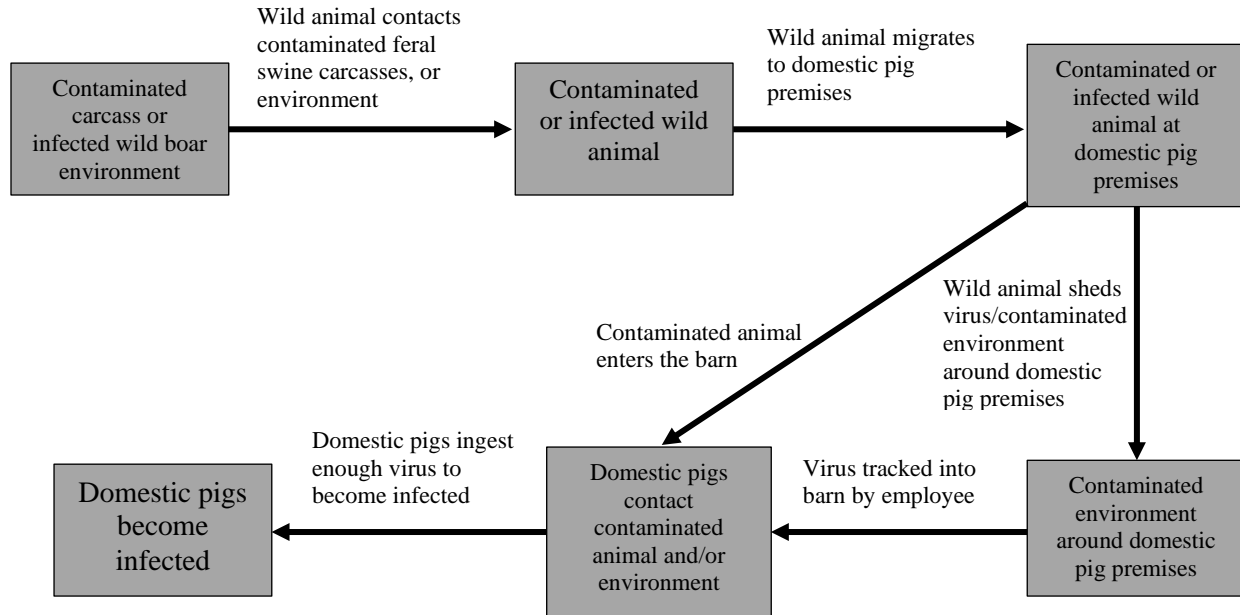 Wild animal contacts
contaminated feral
swine carcasses, or
environment
Wild animal migrates
to domestic pig
premises
Contaminated
carcass or
infected wild boar
environment
Contaminated
or infected wild
animal
Contaminated or
infected wild
animal at
domestic pig
premises
Contaminated animal
enters the barn
Wild animal sheds
virus/contaminated
environment
around domestic
pig premises
Domestic pigs ingest
enough virus to
become infected
Virus tracked into
barn by employee
Domestic pigs
become
infected
Domestic pigs
contact
contaminated
animal and/or
environment
Contaminated
environment
around domestic
pig premises